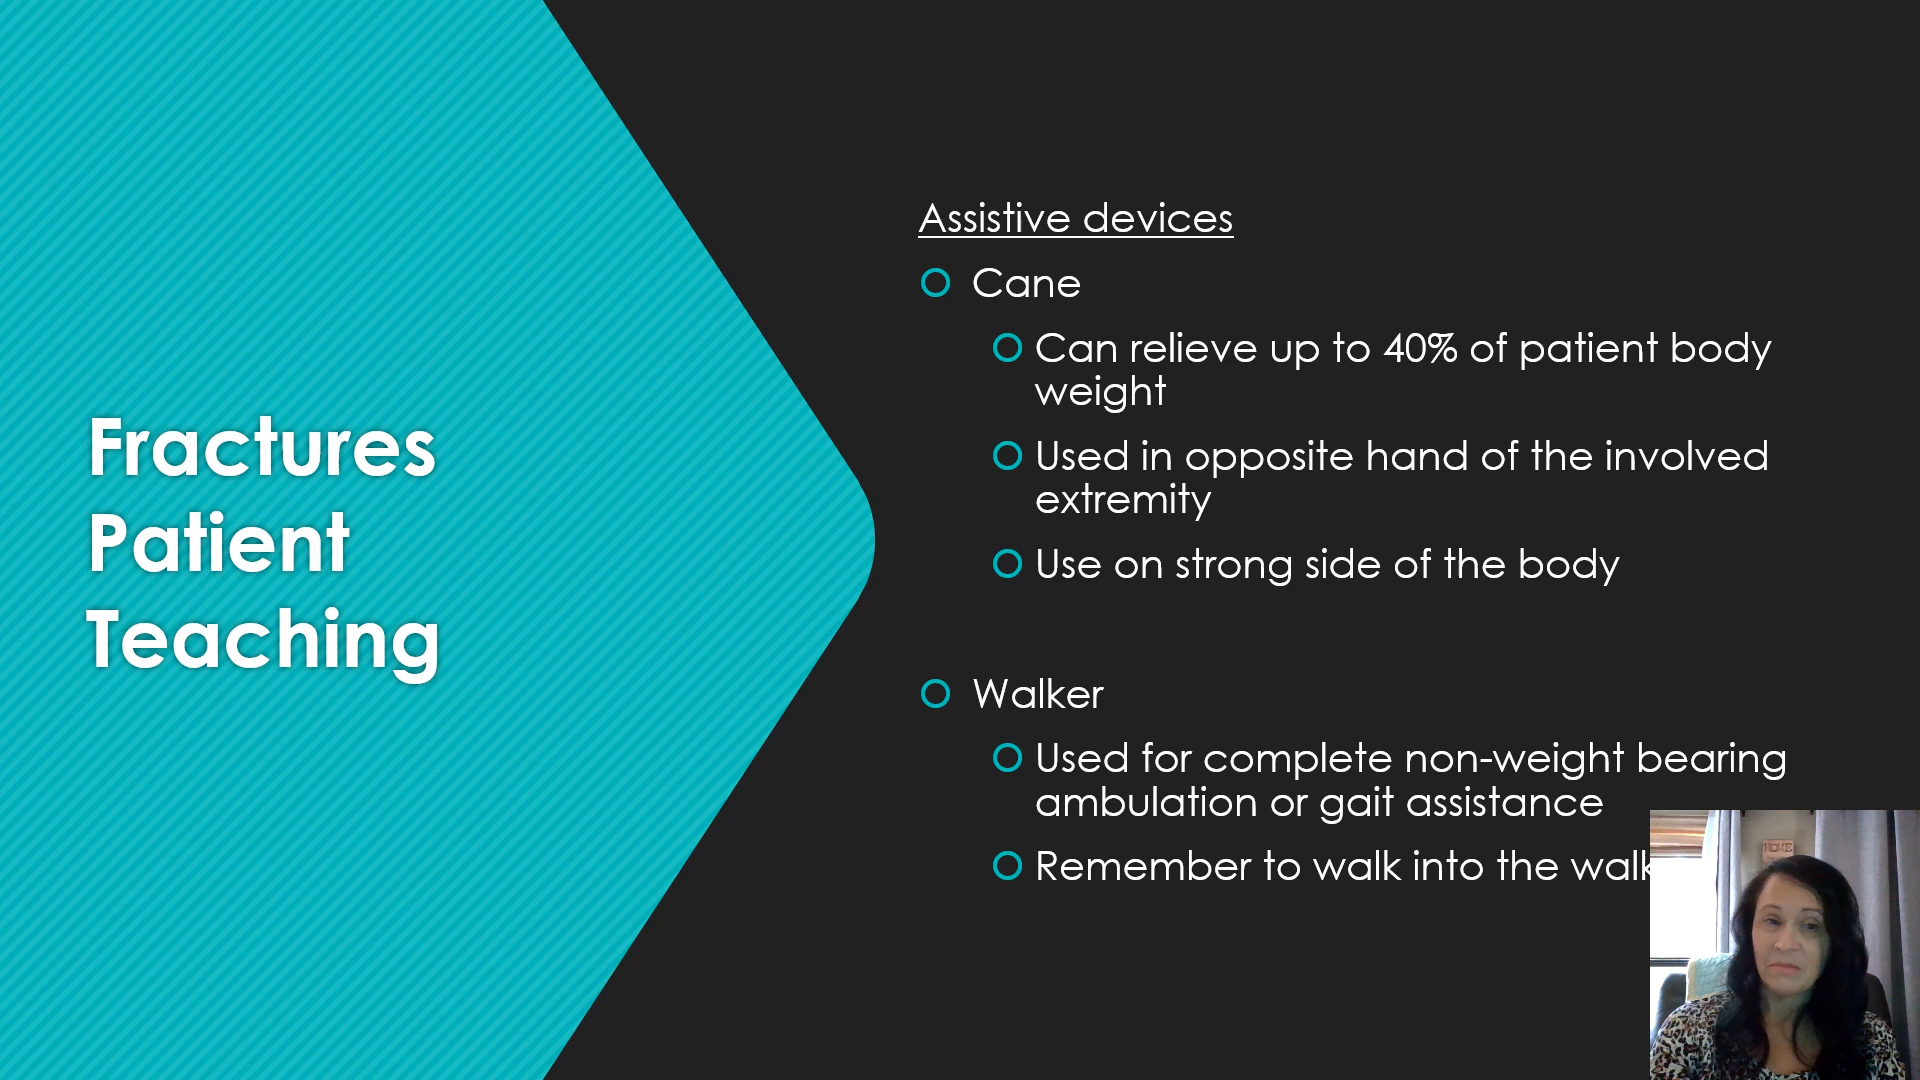 Fractures
Patient
Teaching
Assistive devices
Cane
Can relieve up to 40% of patient body
weight
Used in opposite hand of the involved
extremity
Use on strong side of the body
Walker
Used for complete non-weight bearing
ambulation or gait assistance
Remember to walk into the
HOME